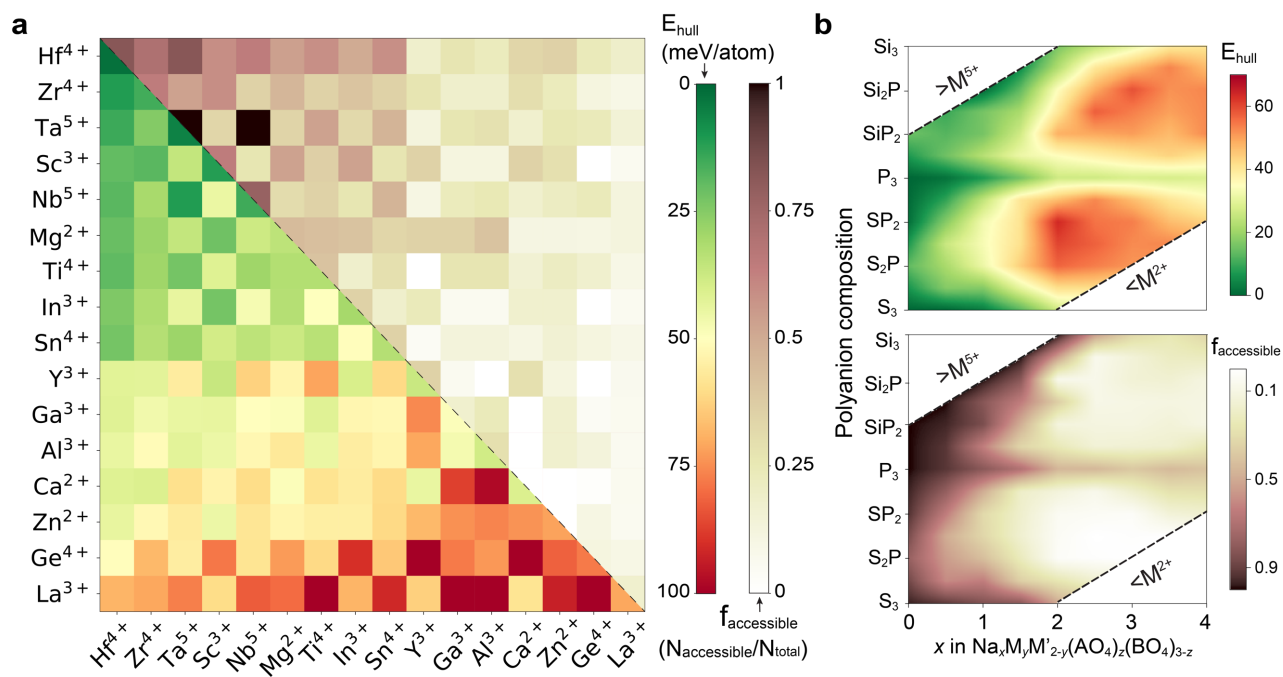 a
Hf4+
Zr4+
Ta5+
Sc3+
Nb5+
Mg2+
Ti4+
In3+
Sn4+
Y3+
Ga3+
Al3+
Ca2+
Zn2+
Ge4+
La3+
Hf4+ Zr4+ Ta5+ Sc3+ Nb5+ Mg2+ Ti4+ In3+ Sn4+ Y3+ Ga3+ Al3+ Ca2+ Zn2+ Ge4+ La3+
Ehull
(meV/atom)
0 1
25 0.75
50 0.5
75 0.25
100 0
faccessible
(Naccessible/Ntotal)
b
Polyanion composition
Si3
Si2P
SiP2
P3
SP2
S2P
S3
>M5+
<M2+
Ehull
60
40
20
0
Si3
Si2P
SiP2
P3
SP2
S2P
S3
>M5+
<M2+
faccessible
0.1
0.5
0.9
0 1 2 3 4
x in NaxMyM'2-y(AO4)z(BO4)3-z